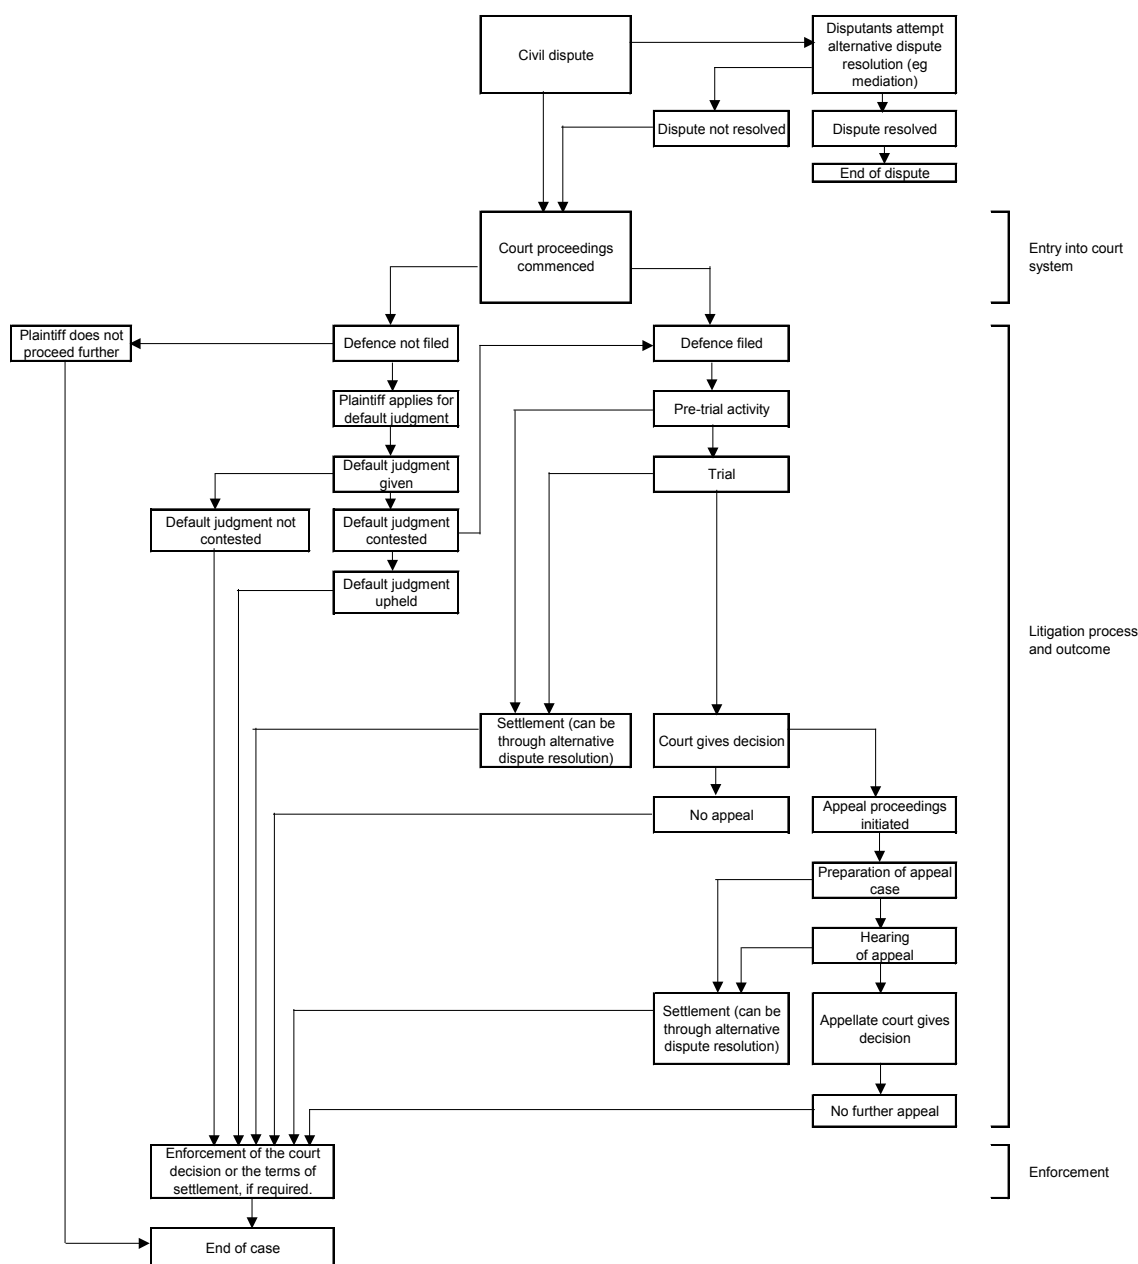 Civil dispute
Disputants attempt
alternative dispute
resolution (eg
mediation)
Dispute not resolved
Dispute resolved
End of dispute
Court proceedings
commenced
Entry into court
system
Plaintiff does not
proceed further
Defence not filed
Defence filed
Plaintiff applies for
default judgment
Pre-trial activity
Default judgment
given
Trial
Default judgment not
contested
Default judgment
contested
Default judgment
upheld
Litigation process
and outcome
Settlement (can be
through alternative
dispute resolution)
Court gives decision
No appeal
Appeal proceedings
initiated
Preparation of appeal
case
Hearing
of appeal
Settlement (can be
through alternative
dispute resolution)
Appellate court gives
decision
No further appeal
Enforcement of the court
decision or the terms of
settlement, if required.
Enforcement
End of case